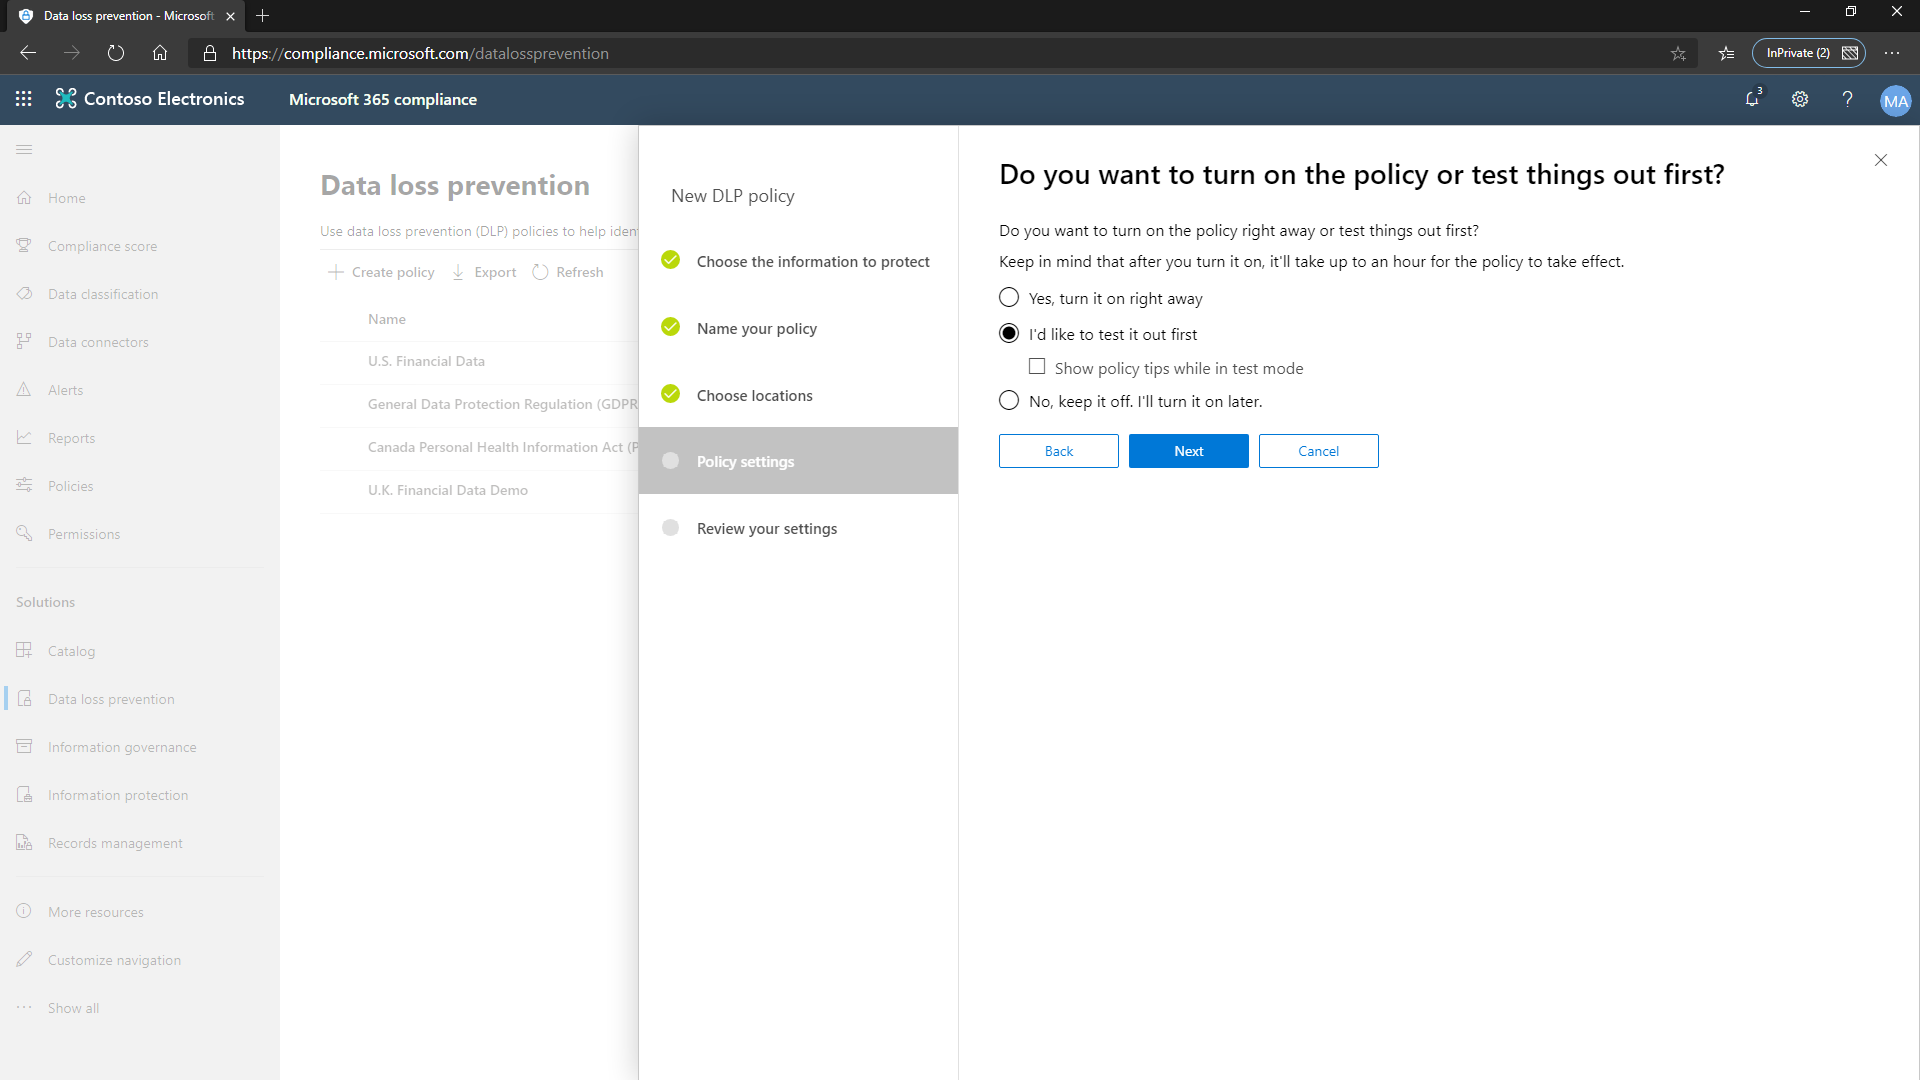 Data loss prevention - Microsoft
https://compliance.microsoft.com/datalossprevention
InPrivate (2)
Contoso Electronics
Microsoft 365 compliance
3
?
MA
Home
Compliance score
Data classification
Data connectors
Alerts
Reports
Policies
Permissions
Solutions
Catalog
Data loss prevention
Information governance
Information protection
Records management
More resources
Customize navigation
Show all
Data loss prevention
Use data loss prevention (DLP) policies to help iden
Create policy
Export
Refresh
Name
U.S. Financial Data
General Data Protection Regulation (GDPR
Canada Personal Health Information Act (P
U.K. Financial Data Demo
New DLP policy
Choose the information to protect
Name your policy
Choose locations
Policy settings
Review your settings
Do you want to turn on the policy or test things out first?
Do you want to turn on the policy right away or test things out first?
Keep in mind that after you turn it on, it'll take up to an hour for the policy to take effect.
Yes, turn it on right away
I'd like to test it out first
Show policy tips while in test mode
No, keep it off. I'll turn it on later.
Back
Next
Cancel